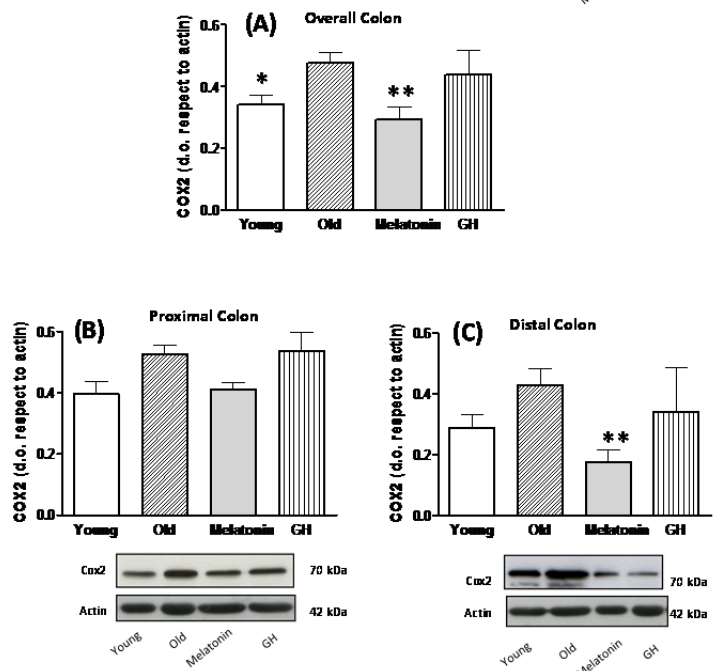 (A) Overall Colon
COX2 (d.o. respect to actin)
0.6
0.4
0.2
0.0
*
**
Young Old Melatonin GH
(B) Proximal Colon
COX2 (d.o. respect to actin)
0.6
0.4
0.2
0.0
Young Old Melatonin GH
Cox2 70 kDa
Actin 42 kDa
Young Old Melatonin GH
(C) Distal Colon
COX2 (d.o. respect to actin)
0.6
0.4
0.2
0.0
**
Young Old Melatonin GH
Cox2 70 kDa
Actin 42 kDa
Young Old Melatonin GH